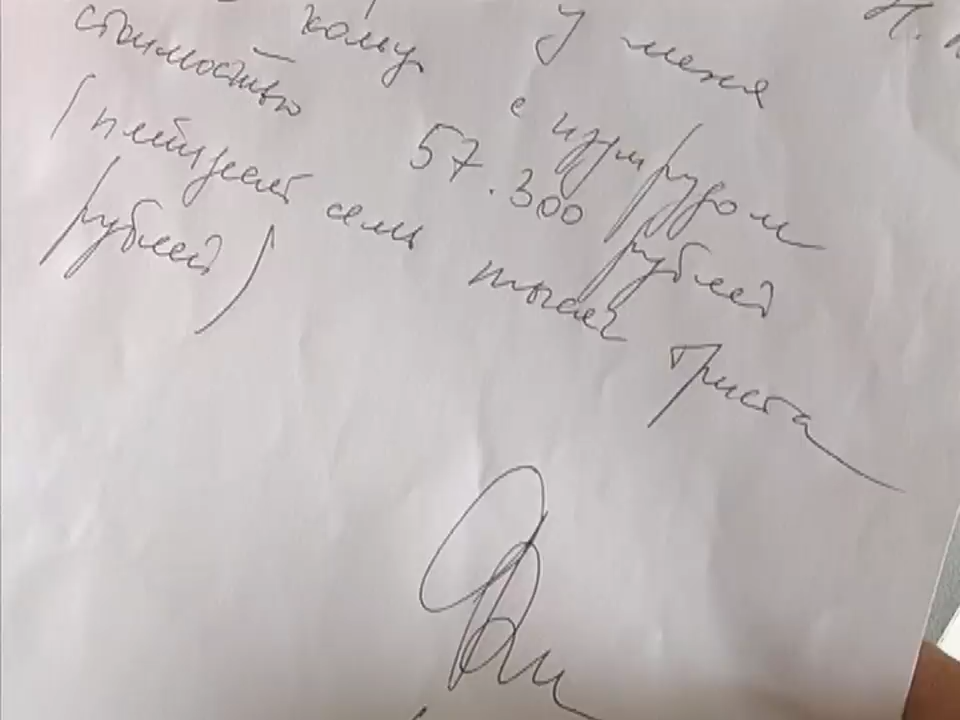 у меня
кому с изумрудом
стоимостью 57.300 рублей
(пятьдесят семь тысяч триста
рублей)